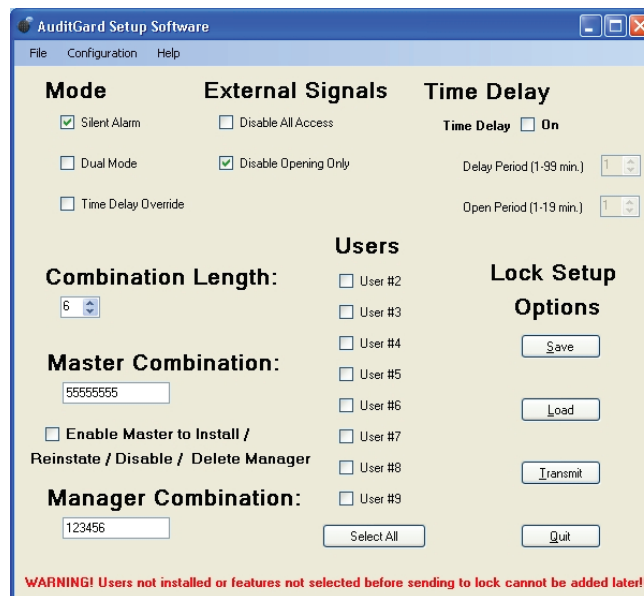 AuditGard Setup Software
File Configuration Help
Mode External Signals Time Delay
Silent Alarm Disable All Access Time Delay On
Dual Mode Disable Opening Only Delay Period (1-99 min.) 1
Time Delay Override Open Period (1-19 min.) 1
Users
Combination Length: Lock Setup Options
6
User #2
User #3
User #4
User #5
User #6
User #7
User #8
User #9
Select All
Master Combination:
55555555
Enable Master to Install /
Reinstate / Disable / Delete Manager
Manager Combination:
123456
Save
Load
Transmit
Quit
WARNING! Users not installed or features not selected before sending to lock cannot be added later!